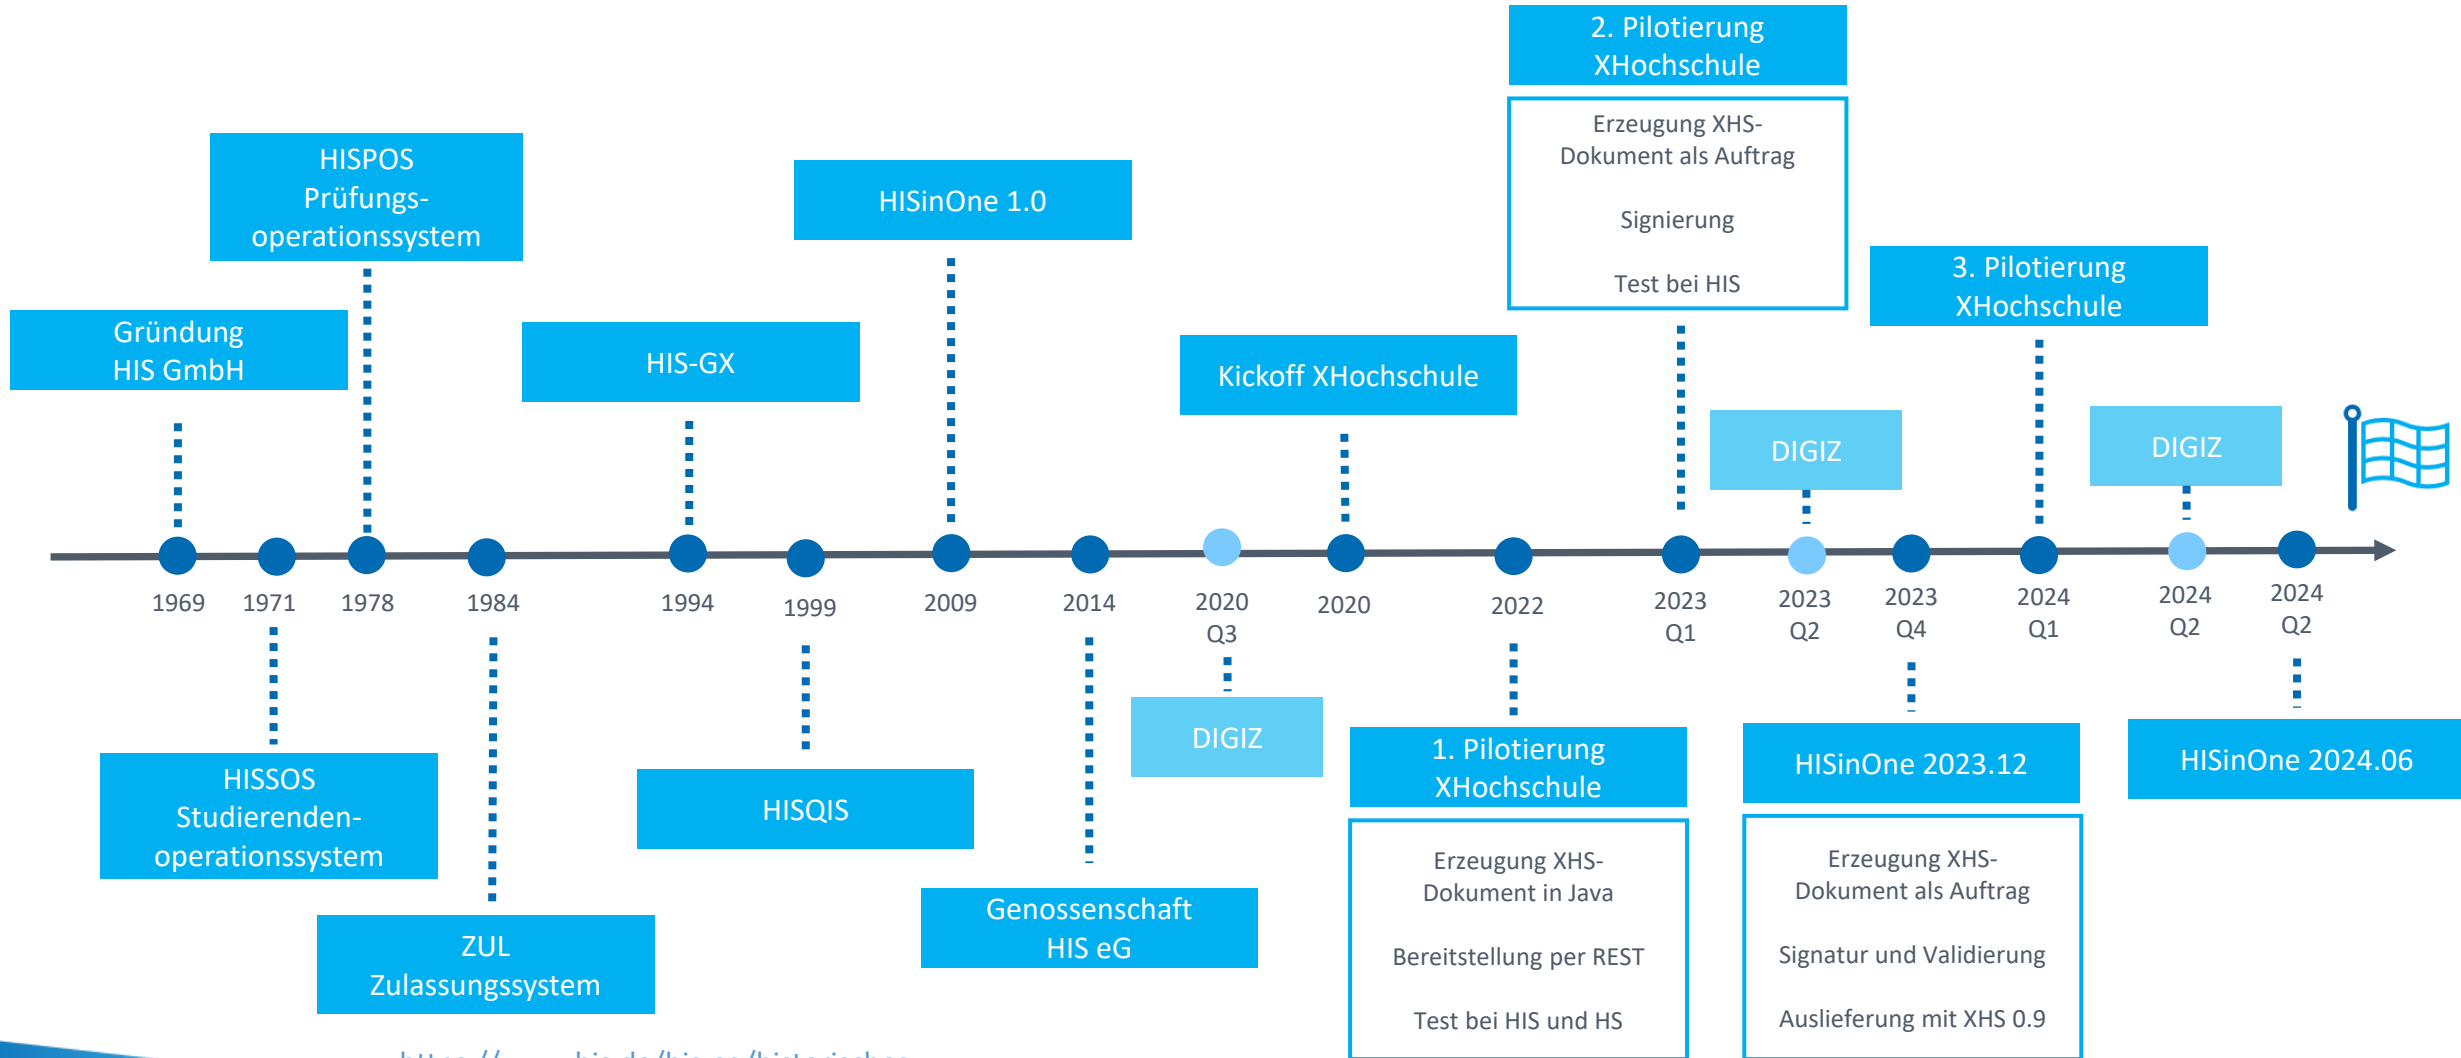 2. Pilotierung
XHochschule
Erzeugung XHS-
Dokument als Auftrag
Signierung
Test bei HIS
HISPOS
Prüfungs-
operationssystem
HISinOne 1.0
3. Pilotierung
XHochschule
Gründung
HIS GmbH
HIS-GX
Kickoff XHochschule
DIGIZ
DIGIZ
1969
1971
1978
1984
1994
1999
2009
2014
2020
Q3
2020
2022
2023
Q1
2023
Q2
2023
Q4
2024
Q1
2024
Q2
2024
Q2
HISSOS
Studierenden-
operationssystem
ZUL
Zulassungssystem
HISQIS
Genossenschaft
HIS eG
DIGIZ
1. Pilotierung
XHochschule
Erzeugung XHS-
Dokument in Java
Bereitstellung per REST
Test bei HIS und HS
HISinOne 2023.12
Erzeugung XHS-
Dokument als Auftrag
Signatur und Validierung
Auslieferung mit XHS 0.9
HISinOne 2024.06